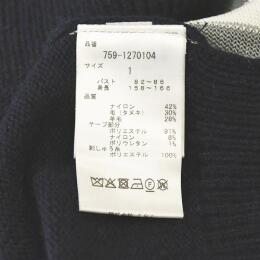 品番
759-1270104
サイズ
1
バスト 82~86
身長 158~166
品質
ナイロン 42%
毛(タヌキ) 30%
羊毛 28%
テープ部分
ポリエステル 91%
ナイロン 8%
ポリウレタン 1%
刺しゅう糸
ポリエステル 100%